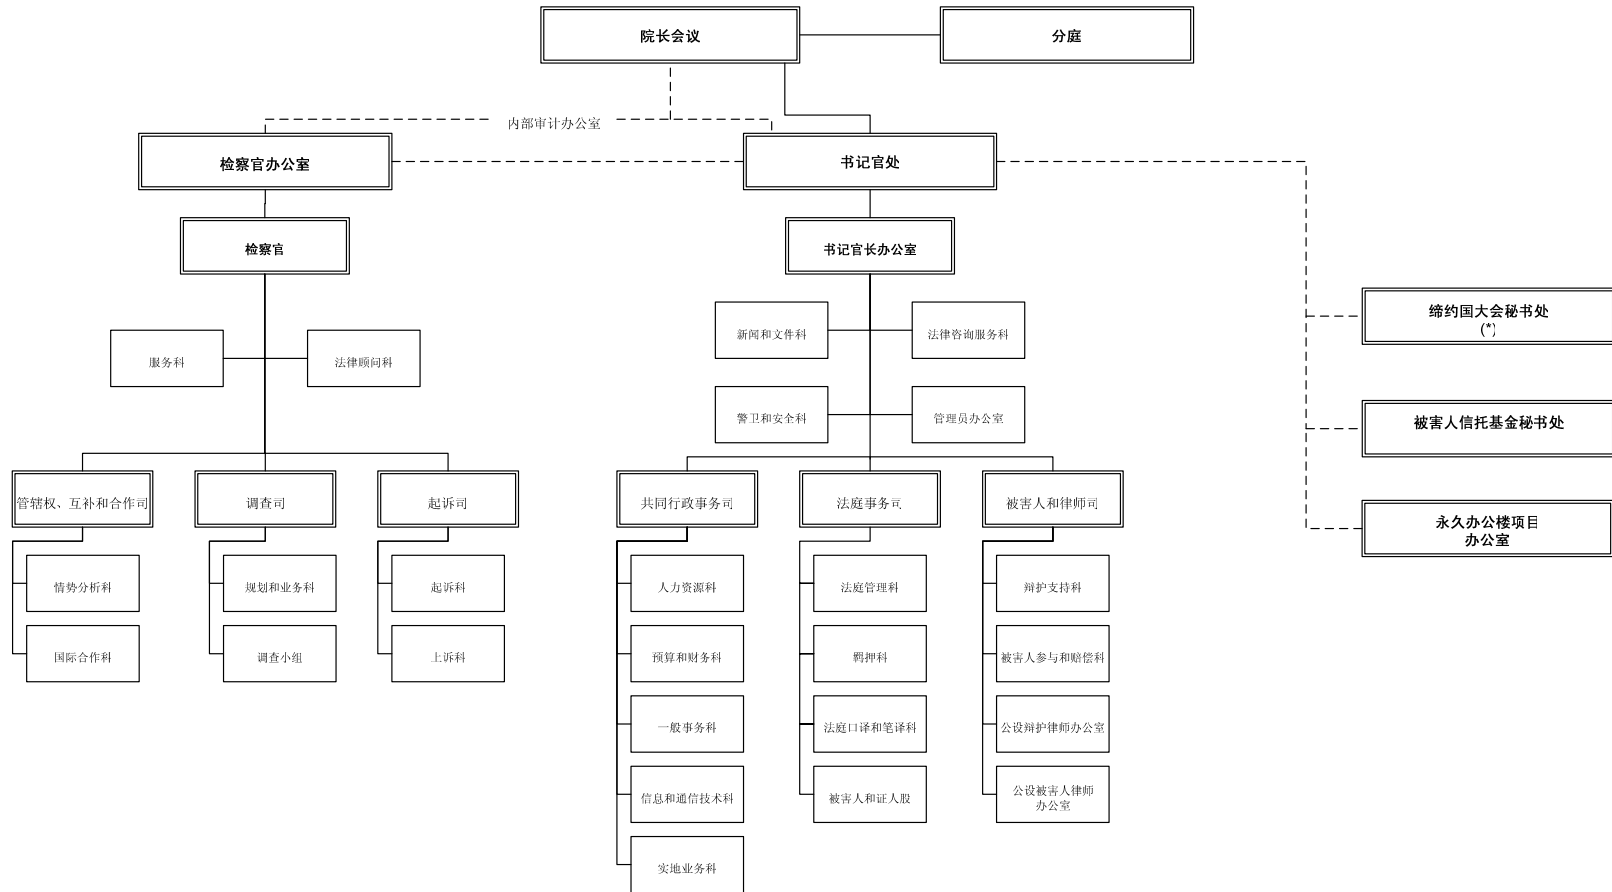 院长会议
分庭
内部审计办公室
检察官办公室
书记官处
检察官
书记官长办公室
新闻和文件科
法律咨询服务科
缔约国大会秘书处
(*)
服务科
法律顾问科
警卫和安全科
管理员办公室
被害人信托基金秘书处
管辖权、互补和合作司
调查司
起诉司
共同行政事务司
法庭事务司
被害人和律师司
永久办公楼项目
办公室
情势分析科
规划和业务科
起诉科
人力资源科
法庭管理科
辩护支持科
国际合作科
调查小组
上诉科
预算和财务科
羁押科
被害人参与和赔偿科
一般事务科
法庭口译和笔译科
公设辩护律师办公室
信息和通信技术科
被害人和证人股
公设被害人律师
办公室
实地业务科